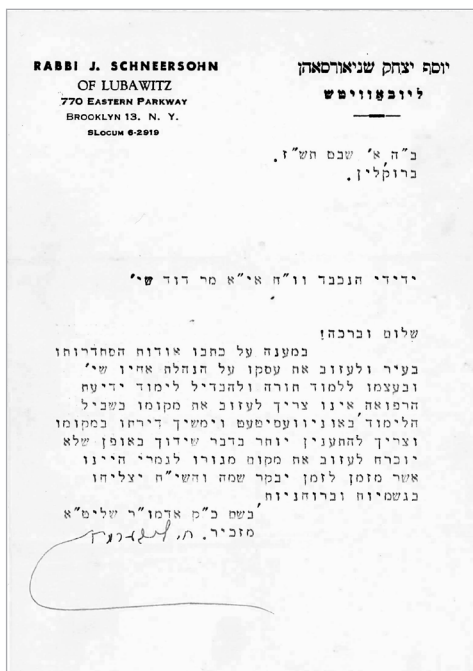 RABBI J. SCHNEERSOHN
OF LUBAWITZ
770 EASTERN PARKWAY
BROOKLYN 13, N. Y.
SLOCUM 6-2919
יוסף יצחק שניאורסאהן
ליובאוויטש
ב"ה א' שבט תש"ז.
ברוקלין.
ידידי הנכבד וו"ח אי"א מר דוד שי'
שלום וברכה!
במענה על כתבו אודות הסתדרותו
בעיר ולעזוב את עסקו על הנהלת אחיו שי'
ובעצמו ללמוד תורה ולהבדיל לימוד ידיעת
הרפואה אינו צריך לעזוב את מקומו בשביל
הלימוד באוניווערסיטעט וימשיך דירתו במקומו
וצריך להתענין יותר בדבר שידוך באופן שלא
יוכרח לעזוב את מקום מגורו לגמרי היינו
אשר מזמן לזמן יבקר שמה והשי"ת יצליחו
בגשמיות וברוחניות
בשם כ"ק אדמו"ר שליט"א
מזכיר.